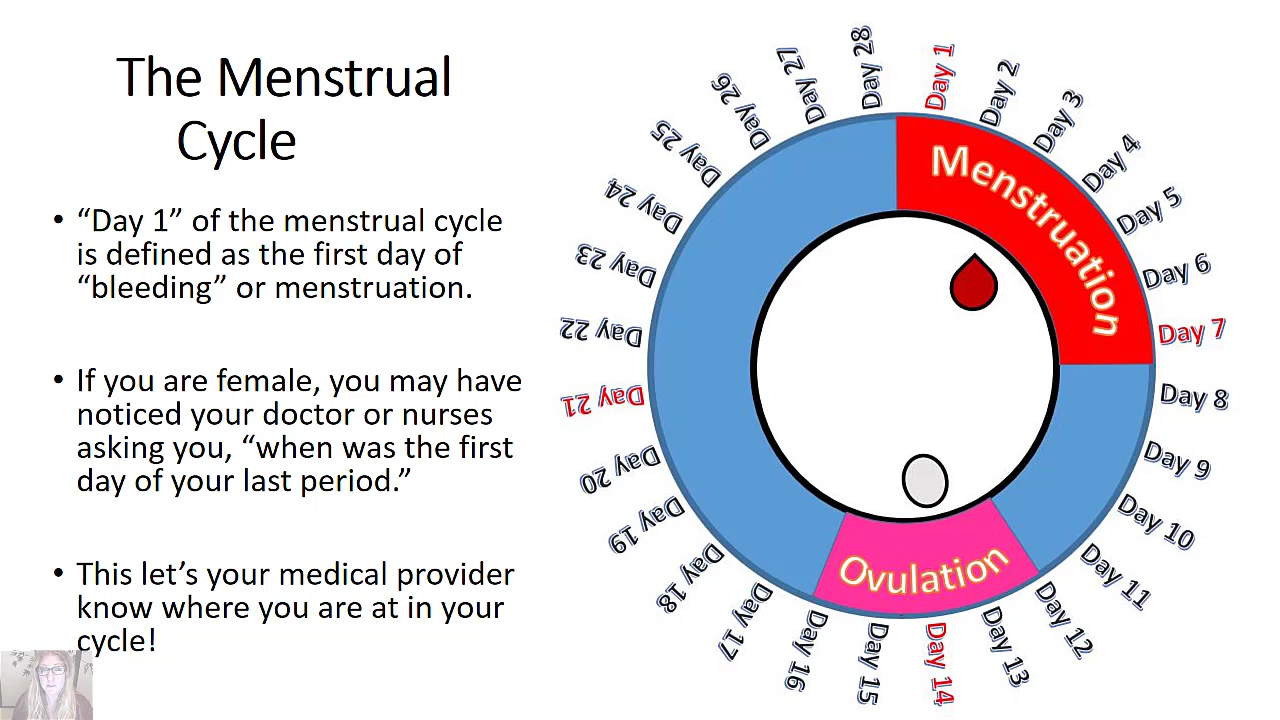 The Menstrual
Cycle
• “Day 1” of the menstrual cycle
is defined as the first day of
“bleeding” or menstruation.
• If you are female, you may have
noticed your doctor or nurses
asking you, “when was the first
day of your last period.”
• This let’s your medical provider
know where you are at in your
cycle!
Day 1
Day 2
Day 3
Day 4
Day 5
Day 6
Day 7
Day 8
Day 9
Day 10
Day 11
Day 12
Day 13
Day 14
Day 15
Day 16
Day 17
Day 18
Day 19
Day 20
Day 21
Day 22
Day 23
Day 24
Day 25
Day 26
Day 27
Day 28
Menstruation
Ovulation